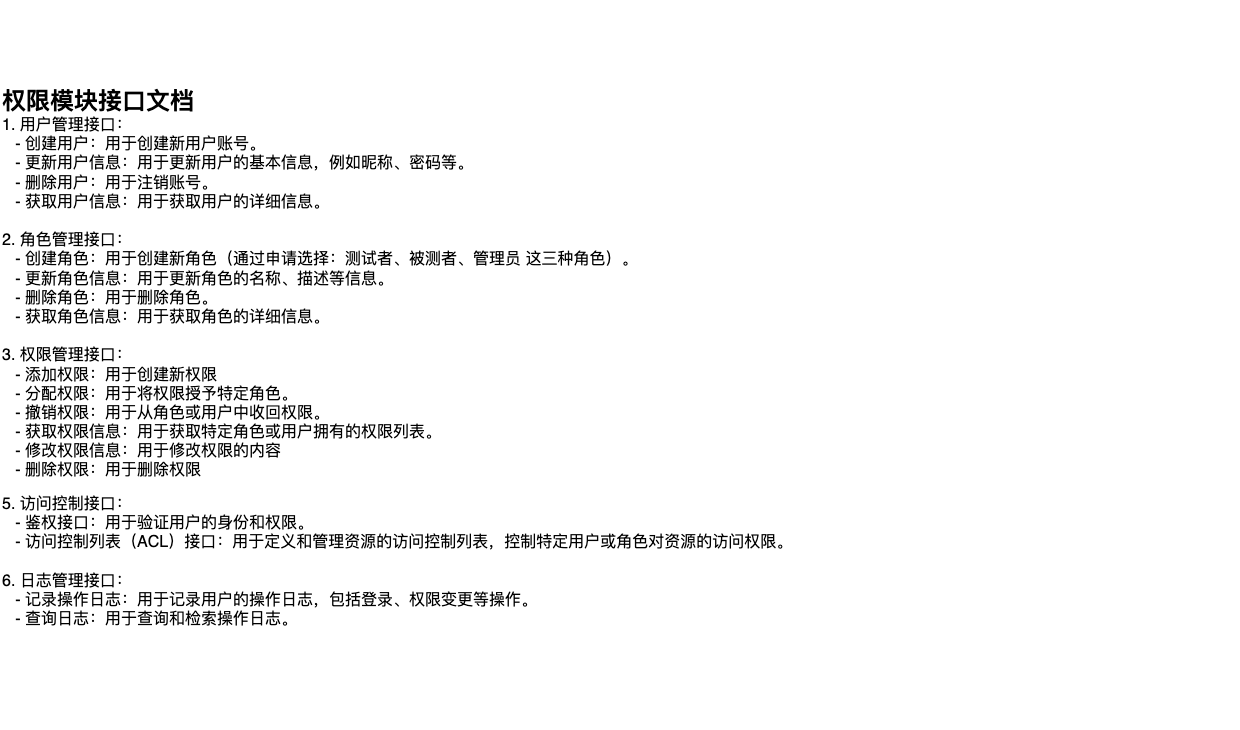 权限模块接口文档
1. 用户管理接口：
- 创建用户：用于创建新用户账号。
- 更新用户信息：用于更新用户的基本信息，例如昵称、密码等。
- 删除用户：用于注销账号。
- 获取用户信息：用于获取用户的详细信息。
2. 角色管理接口：
- 创建角色：用于创建新角色（通过申请选择：测试者、被测者、管理员 这三种角色）。
- 更新角色信息：用于更新角色的名称、描述等信息。
- 删除角色：用于删除角色。
- 获取角色信息：用于获取角色的详细信息。
3. 权限管理接口：
- 添加权限：用于创建新权限
- 分配权限：用于将权限授予特定角色。
- 撤销权限：用于从角色或用户中收回权限。
- 获取权限信息：用于获取特定角色或用户拥有的权限列表。
- 修改权限信息：用于修改权限的内容
- 删除权限：用于删除权限
5. 访问控制接口：
- 鉴权接口：用于验证用户的身份和权限。
- 访问控制列表（ACL）接口：用于定义和管理资源的访问控制列表，控制特定用户或角色对资源的访问权限。
6. 日志管理接口：
- 记录操作日志：用于记录用户的操作日志，包括登录、权限变更等操作。
- 查询日志：用于查询和检索操作日志。